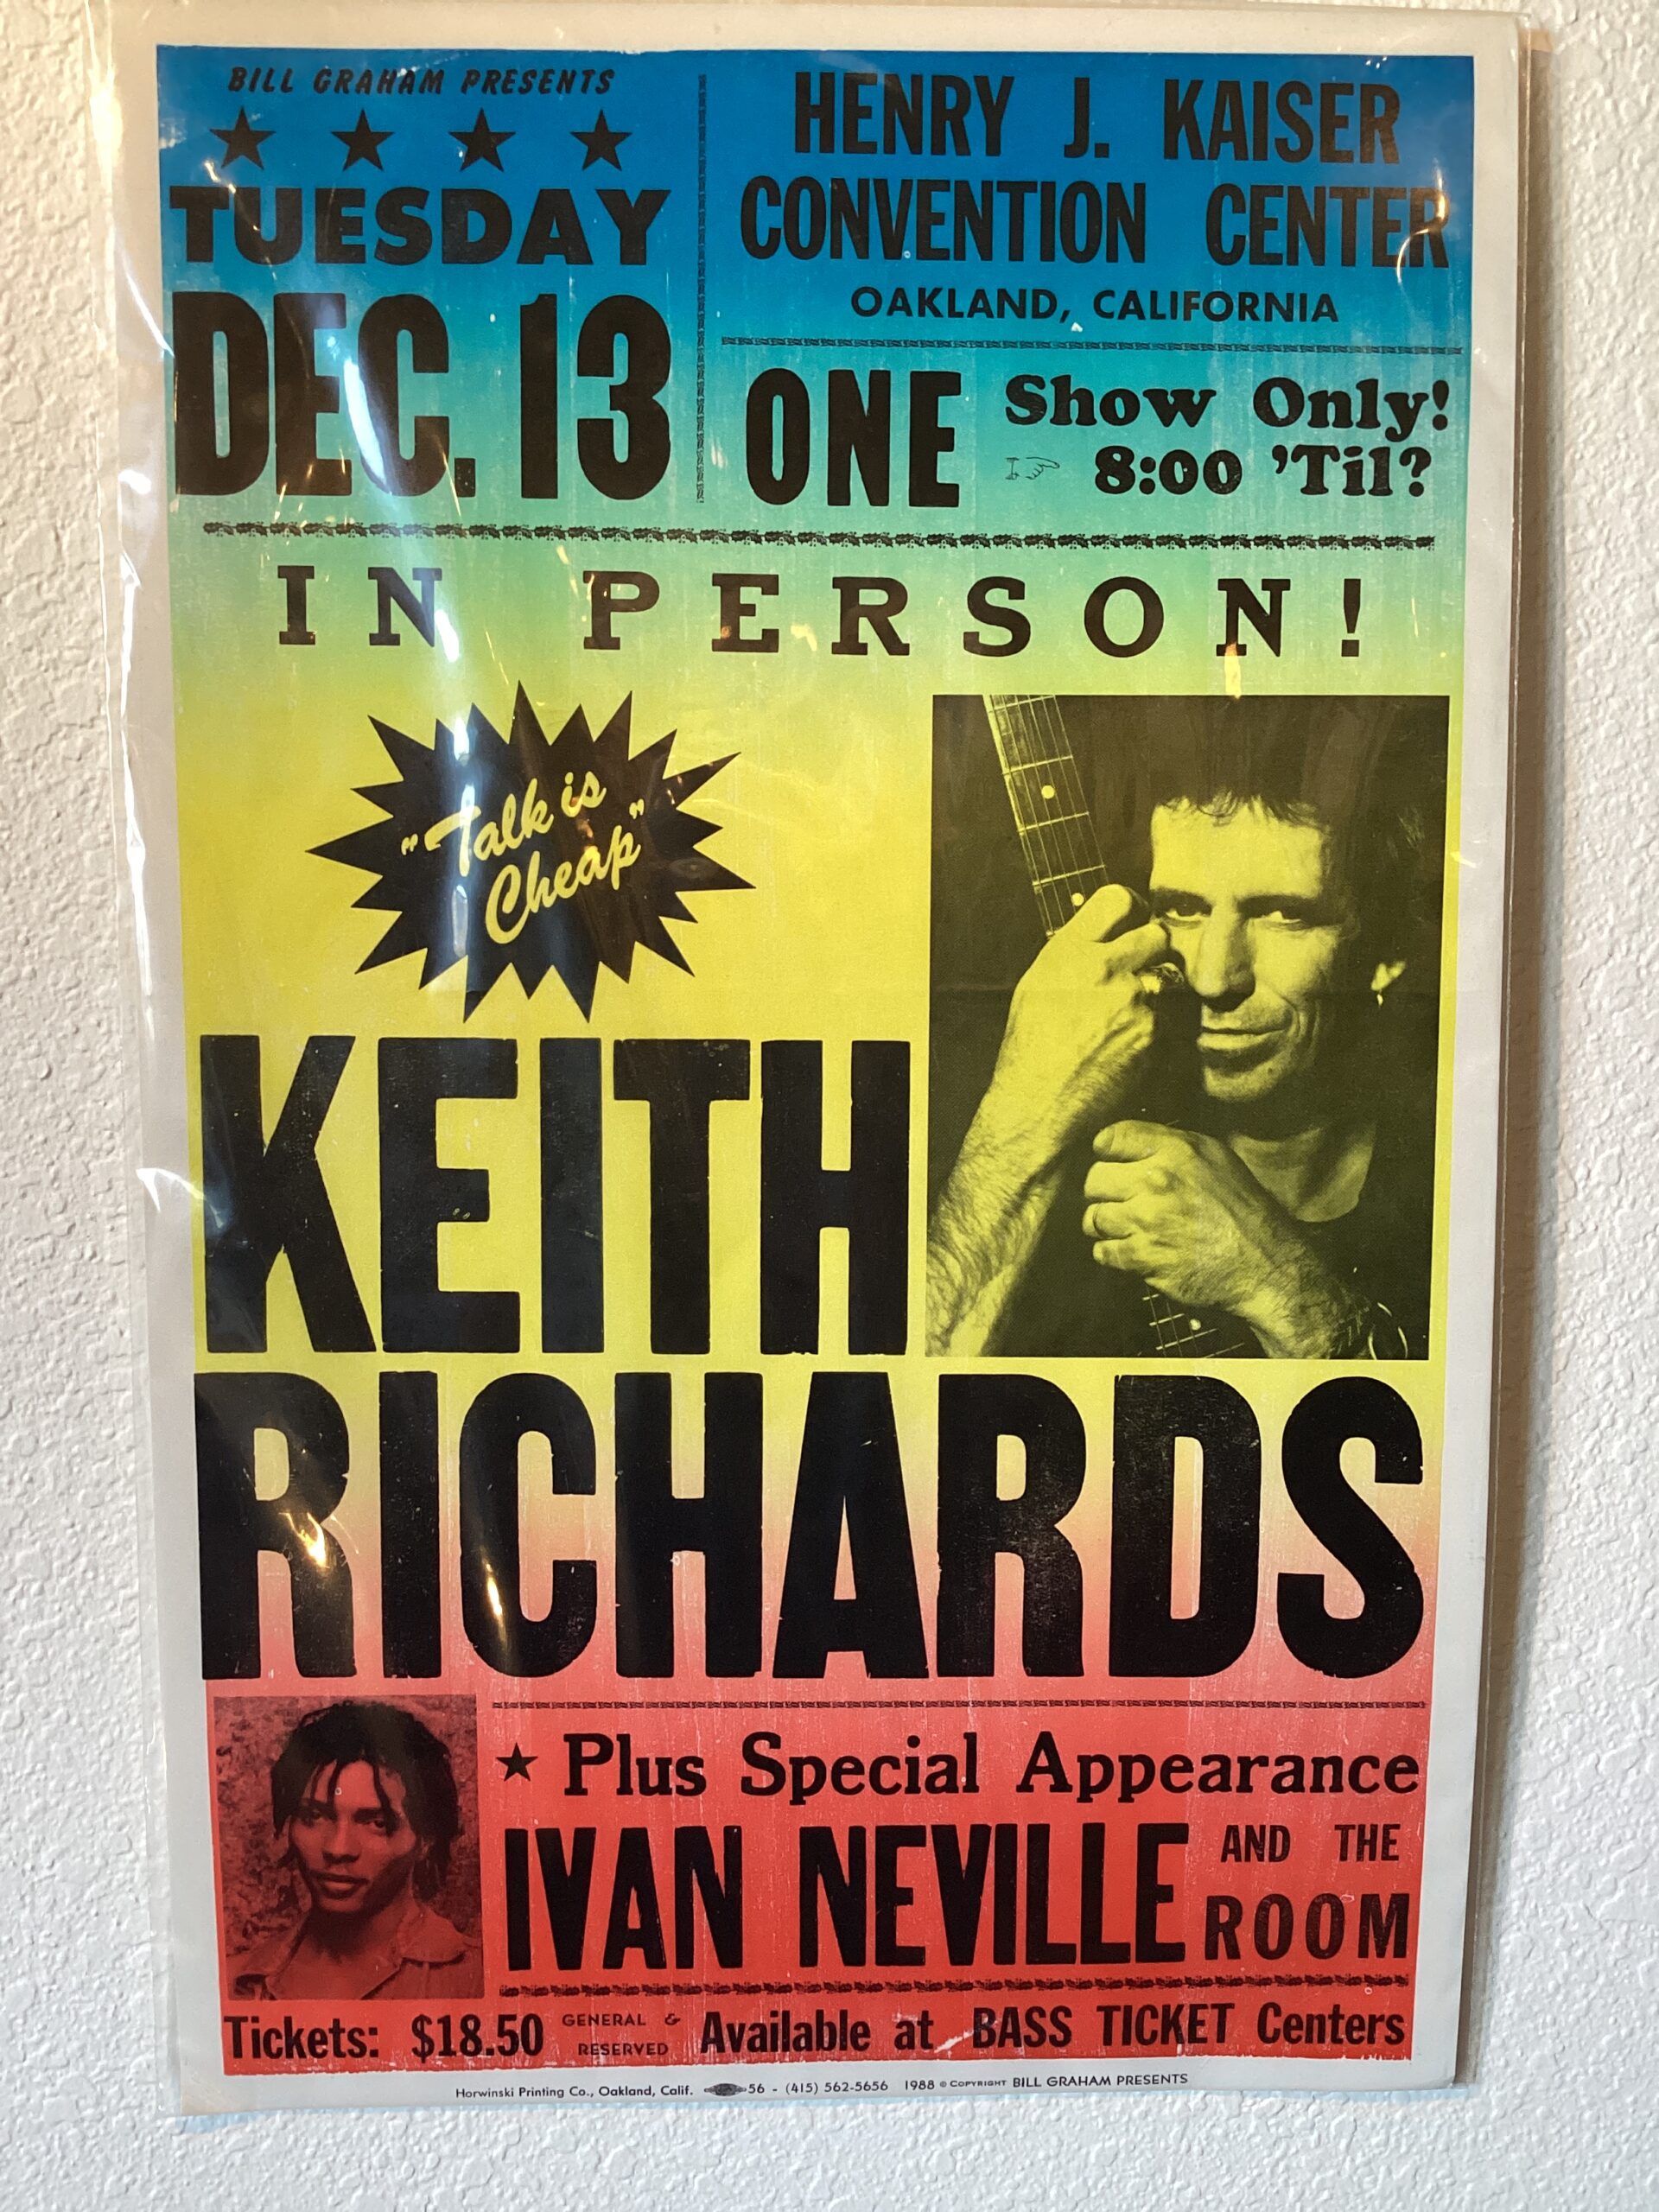 BILL GRAHAM PRESENTS
TUESDAY
DEC. 13
HENRY J. KAISER
CONVENTION CENTER
OAKLAND, CALIFORNIA
ONE Show Only!
8:00 'Til?
IN PERSON!
"Talk is
Cheap"
KEITH
RICHARDS
★ Plus Special Appearance
IVAN NEVILLE AND THE
ROOM
Tickets: $18.50 GENERAL & RESERVED Available at BASS TICKET Centers
Horwinski Printing Co., Oakland, Calif. 56 - (415) 562-5656 1988 © COPYRIGHT BILL GRAHAM PRESENTS